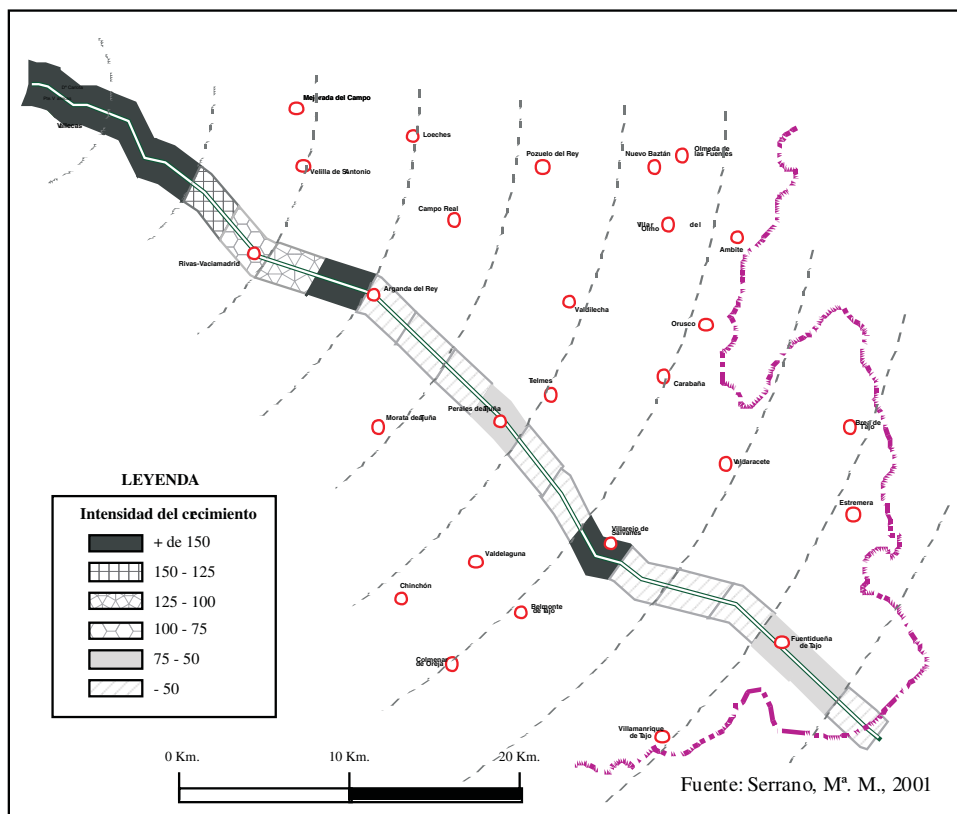 Vallecas
Mejorada del Campo
Loeches
Velilla de S.Antonio
Pozuelo del Rey
Nuevo Baztán
Olmeda de
las Fuentes
Campo Real
Villar del
Olmo
Ambite
Rivas-Vaciamadrid
Arganda del Rey
Valdilecha
Orusco
Tielmes
Carabaña
Morata de Tajuña
Perales de Tajuña
Brea de
Tajo
Valdaracete
Estremera
Villarejo de
Salvanés
Valdelaguna
Chinchón
Belmonte
de Tajo
Colmenar
de Oreja
Fuentidueña
de Tajo
Villamanrique
de Tajo
LEYENDA
Intensidad del crecimiento
+ de 150
150 - 125
125 - 100
100 - 75
75 - 50
- 50
0 Km.
10 Km.
20 Km.
Fuente: Serrano, Mª. M., 2001